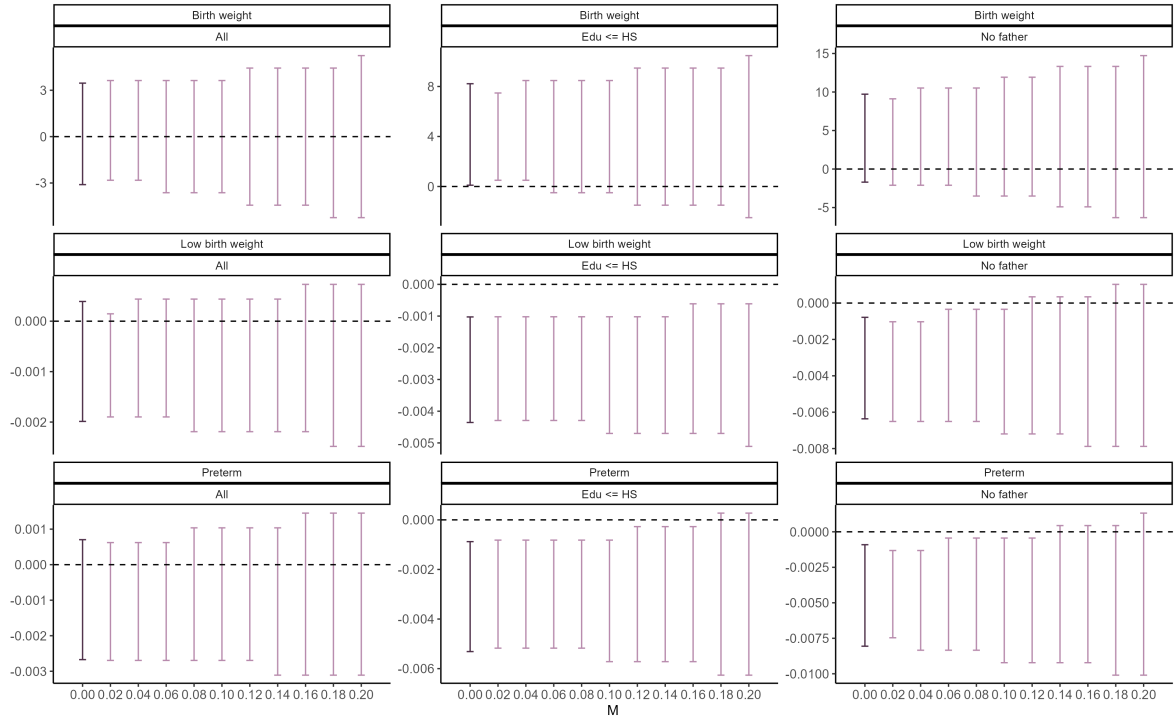 Birth weight
All
3
0
-3
Birth weight
Edu <= HS
8
4
0
Birth weight
No father
15
10
5
0
-5
Low birth weight
All
0.000
-0.001
-0.002
Low birth weight
Edu <= HS
0.000
-0.001
-0.002
-0.003
-0.004
-0.005
Low birth weight
No father
0.000
-0.002
-0.004
-0.006
-0.008
Preterm
All
0.001
0.000
-0.001
-0.002
-0.003
0.00 0.02 0.04 0.06 0.08 0.10 0.12 0.14 0.16 0.18 0.20
Preterm
Edu <= HS
0.000
-0.002
-0.004
-0.006
0.00 0.02 0.04 0.06 0.08 0.10 0.12 0.14 0.16 0.18 0.20
Preterm
No father
0.0000
-0.0025
-0.0050
-0.0075
-0.0100
0.00 0.02 0.04 0.06 0.08 0.10 0.12 0.14 0.16 0.18 0.20
M